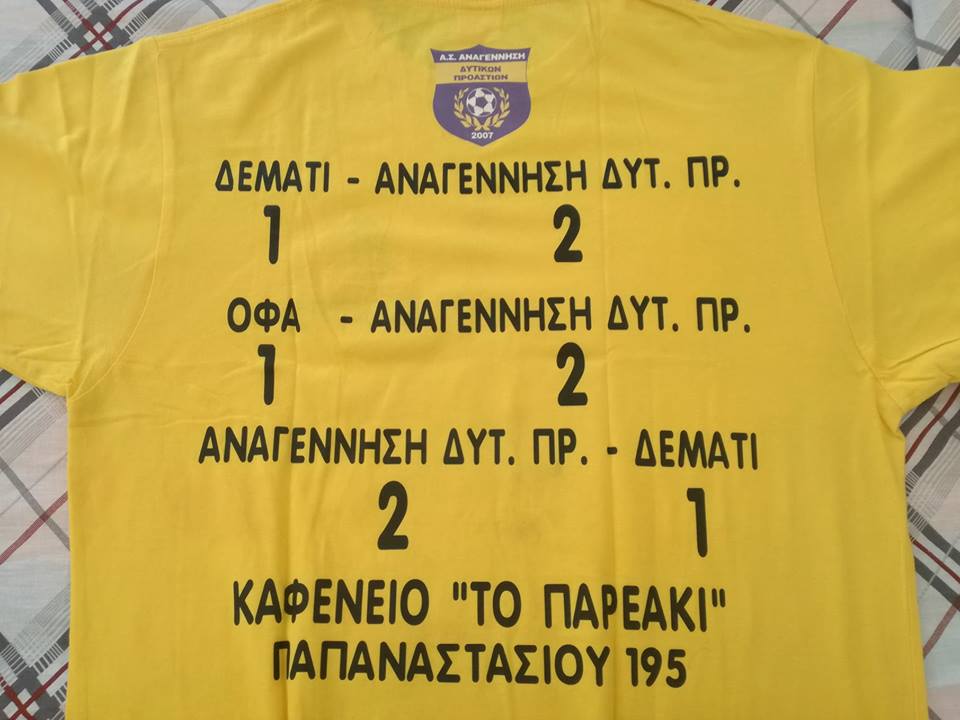 Α.Σ. ΑΝΑΓΕΝΝΗΣΗ
ΔΥΤΙΚΩΝ
ΠΡΟΑΣΤΙΩΝ
2007
ΔΕΜΑΤΙ - ΑΝΑΓΕΝΝΗΣΗ ΔΥΤ. ΠΡ.
1 2
ΟΦΑ - ΑΝΑΓΕΝΝΗΣΗ ΔΥΤ. ΠΡ.
1 2
ΑΝΑΓΕΝΝΗΣΗ ΔΥΤ. ΠΡ. - ΔΕΜΑΤΙ
2 1
ΚΑΦΕΝΕΙΟ "ΤΟ ΠΑΡΕΑΚΙ"
ΠΑΠΑΝΑΣΤΑΣΙΟΥ 195